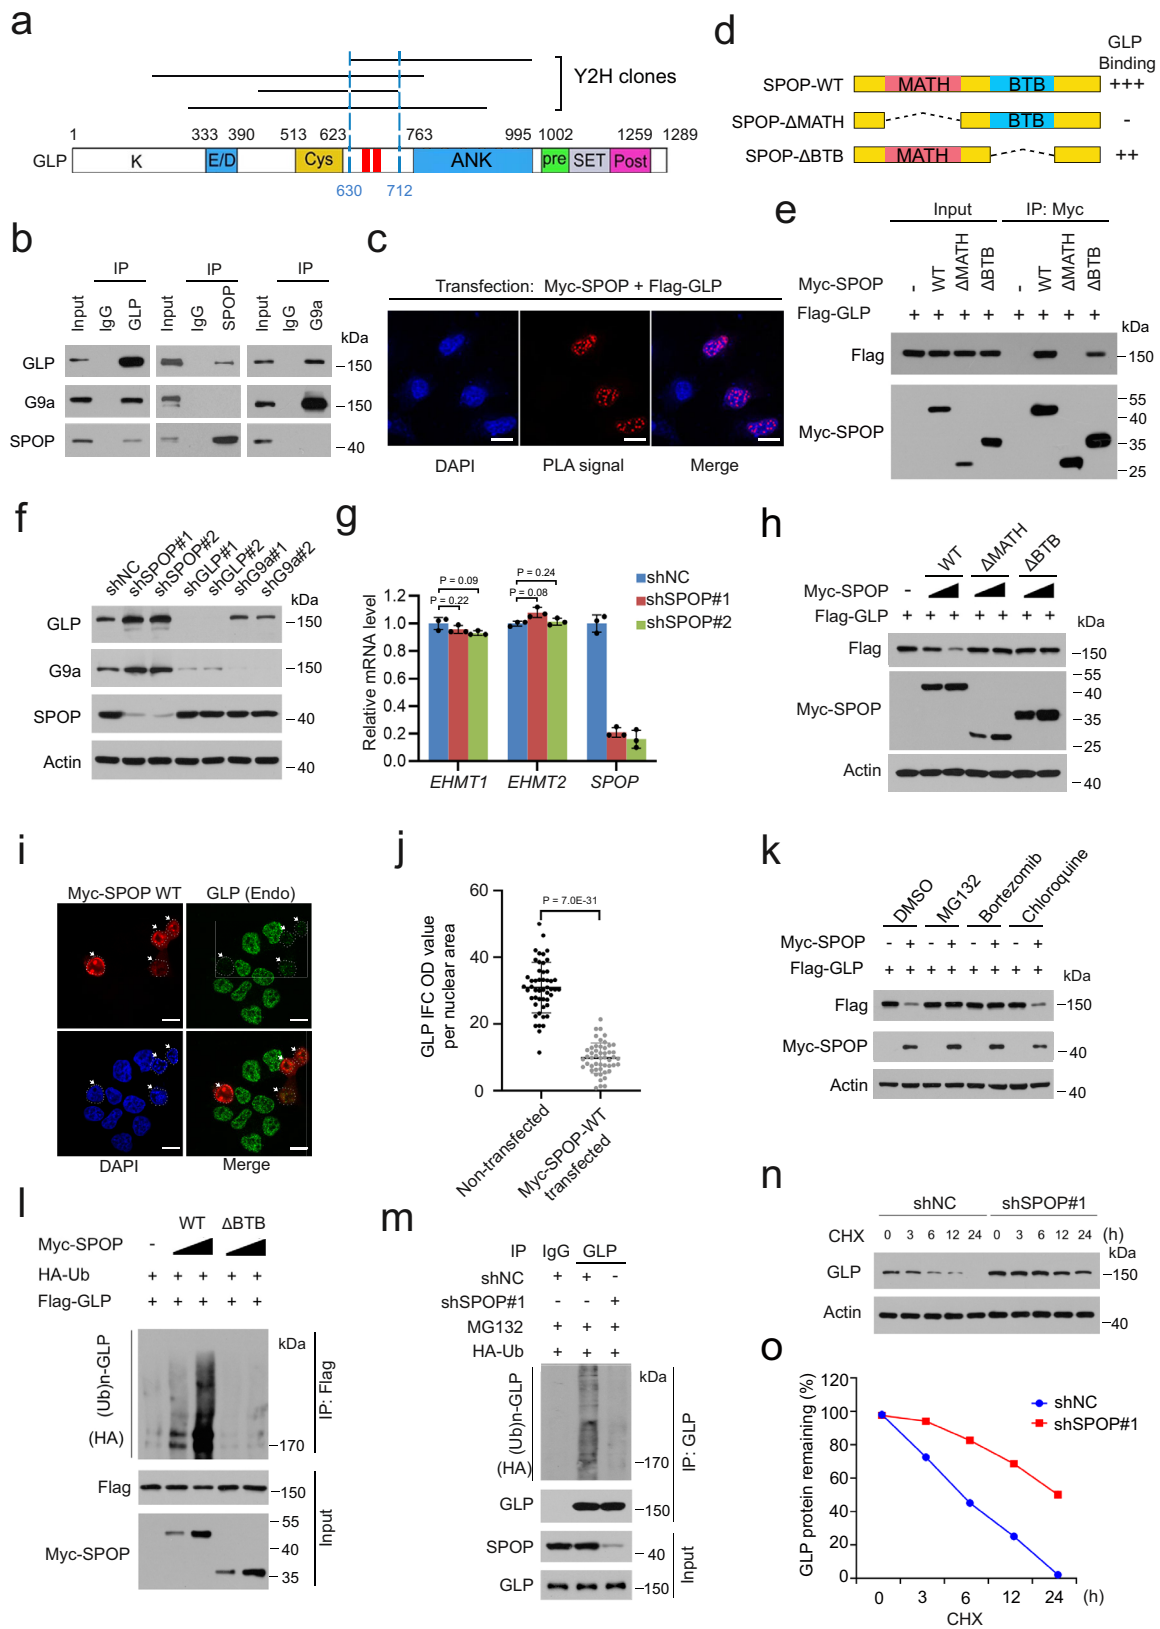 a
Y2H clones
1 333 390 513 623 763 995 1002 1259 1289
GLP K E/D Cys ANK pre SET Post
630 712
b
IP IP IP
Input IgG GLP Input IgG SPOP Input IgG G9a
kDa
GLP 150
G9a 150
SPOP 40
c
Transfection: Myc-SPOP + Flag-GLP
DAPI PLA signal Merge
d
GLP
Binding
SPOP-WT MATH BTB +++
SPOP-ΔMATH BTB -
SPOP-ΔBTB MATH ++
e
Input IP: Myc
Myc-SPOP - WT ΔMATH ΔBTB - WT ΔMATH ΔBTB
Flag-GLP + + + + + + + +
kDa
Flag 150
Myc-SPOP 55
40
35
25
f
shNC shSPOP#1 shSPOP#2 shGLP#1 shGLP#2 shG9a#1 shG9a#2
kDa
GLP 150
G9a 150
SPOP 40
Actin 40
g
Relative mRNA level
1.2
1.0
0.8
0.6
0.4
0.2
0.0
P = 0.09
P = 0.22
P = 0.24
P = 0.08
shNC
shSPOP#1
shSPOP#2
EHMT1 EHMT2 SPOP
h
WT ΔMATH ΔBTB
Myc-SPOP -
Flag-GLP + + + + + + +
kDa
Flag 150
Myc-SPOP 55
40
35
25
Actin 40
i
Myc-SPOP WT GLP (Endo)
DAPI Merge
j
GLP IFC OD value
per nuclear area
60
40
20
0
P = 7.0E-31
Non-transfected
Myc-SPOP-WT
transfected
k
DMSO MG132 Bortezomib Chloroquine
Myc-SPOP - + - + - + - +
Flag-GLP + + + + + + + +
kDa
Flag 150
Myc-SPOP 40
Actin 40
l
WT ΔBTB
Myc-SPOP -
HA-Ub + + + + +
Flag-GLP + + + + +
kDa
(Ub)n-GLP
(HA)
170
IP: Flag
Flag 150
Myc-SPOP 55
40
35
Input
m
IP IgG GLP
shNC + + -
shSPOP#1 - - +
MG132 + + +
HA-Ub + + +
kDa
(Ub)n-GLP
(HA)
170
GLP 150
IP: GLP
SPOP 40
GLP 150
Input
n
shNC shSPOP#1
CHX 0 3 6 12 24 0 3 6 12 24 (h)
kDa
GLP 150
Actin 40
o
GLP protein remaining (%)
120
100
80
60
40
20
0
shNC
shSPOP#1
0 3 6 12 24 (h)
CHX